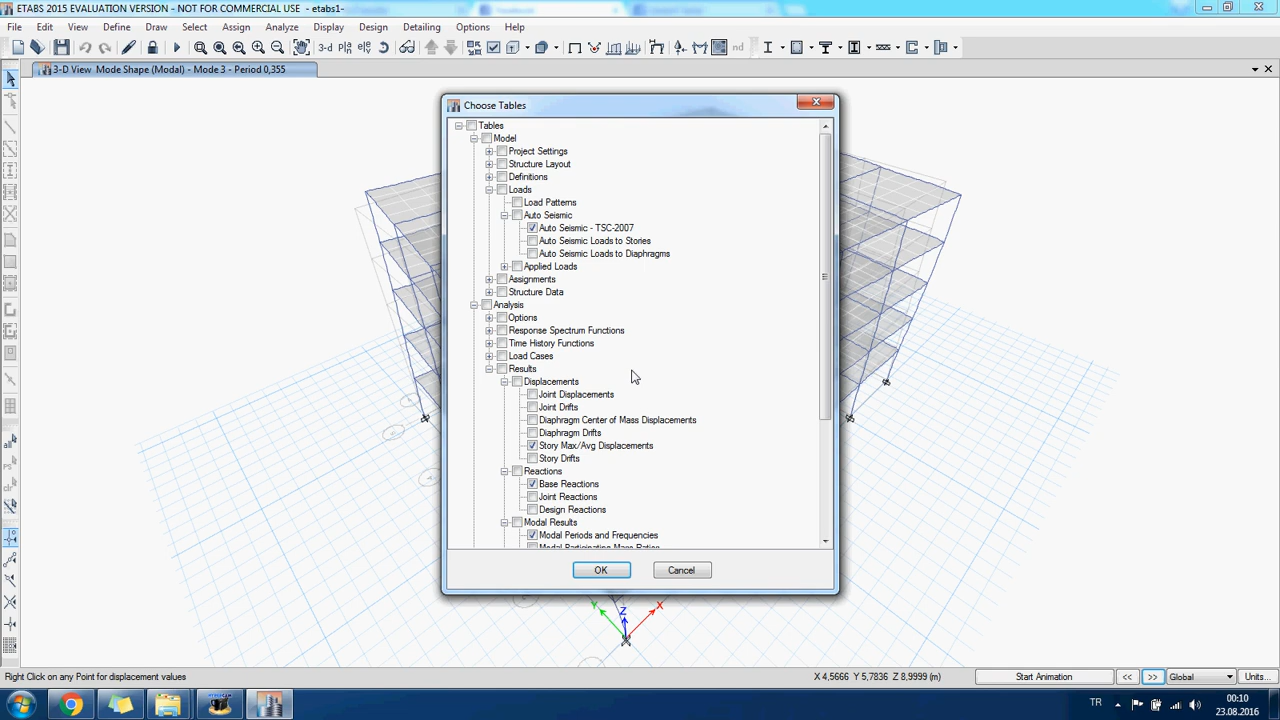 ETABS 2015 EVALUATION VERSION - NOT FOR COMMERCIAL USE - etabs1-
File Edit View Define Draw Select Assign Analyze Display Design Detailing Options Tools Help
3-d nd
3-D View Mode Shape (Modal) - Mode 3 - Period 0,355
Choose Tables
Tables
Model
Project Settings
Structure Layout
Definitions
Loads
Load Patterns
Auto Seismic
Auto Seismic - TSC-2007
Auto Seismic Loads to Stories
Auto Seismic Loads to Diaphragms
Applied Loads
Assignments
Structure Data
Analysis
Options
Response Spectrum Functions
Time History Functions
Load Cases
Results
Displacements
Joint Displacements
Joint Drifts
Diaphragm Center of Mass Displacements
Diaphragm Drifts
Story Max/Avg Displacements
Story Drifts
Reactions
Base Reactions
Joint Reactions
Design Reactions
Modal Results
Modal Periods and Frequencies
Modal Participating Mass Ratios
OK Cancel
Y Z X
Right Click on any Point for displacement values X 4,5666 Y 5,7836 Z 8,9999 (m) Start Animation << >> Global Units...
TR 00:10
23.08.2016